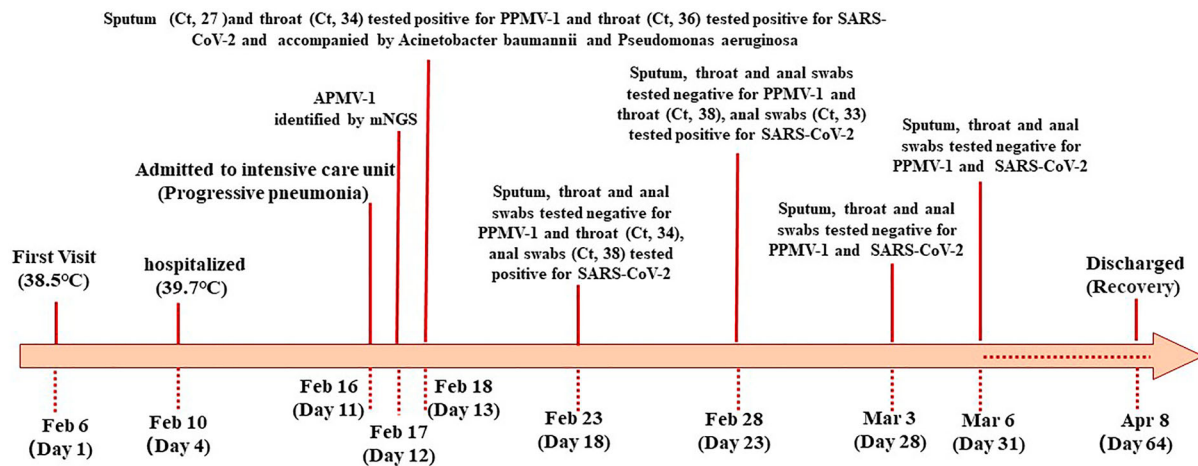 Sputum (Ct, 27 )and throat (Ct, 34) tested positive for PPMV-1 and throat (Ct, 36) tested positive for SARS-
CoV-2 and accompanied by Acinetobacter baumannii and Pseudomonas aeruginosa
APMV-1
identified by mNGS
Admitted to intensive care unit
(Progressive pneumonia)
First Visit
(38.5°C)
hospitalized
(39.7°C)
Sputum, throat and anal
swabs tested negative for
PPMV-1 and throat (Ct, 34),
anal swabs (Ct, 38) tested
positive for SARS-CoV-2
Sputum, throat and anal swabs
tested negative for PPMV-1 and
throat (Ct, 38), anal swabs (Ct, 33)
tested positive for SARS-CoV-2
Sputum, throat and anal
swabs tested negative for
PPMV-1 and SARS-CoV-2
Sputum, throat and anal
swabs tested negative for
PPMV-1 and SARS-CoV-2
Discharged
(Recovery)
Feb 6
(Day 1)
Feb 10
(Day 4)
Feb 16
(Day 11)
Feb 17
(Day 12)
Feb 18
(Day 13)
Feb 23
(Day 18)
Feb 28
(Day 23)
Mar 3
(Day 28)
Mar 6
(Day 31)
Apr 8
(Day 64)